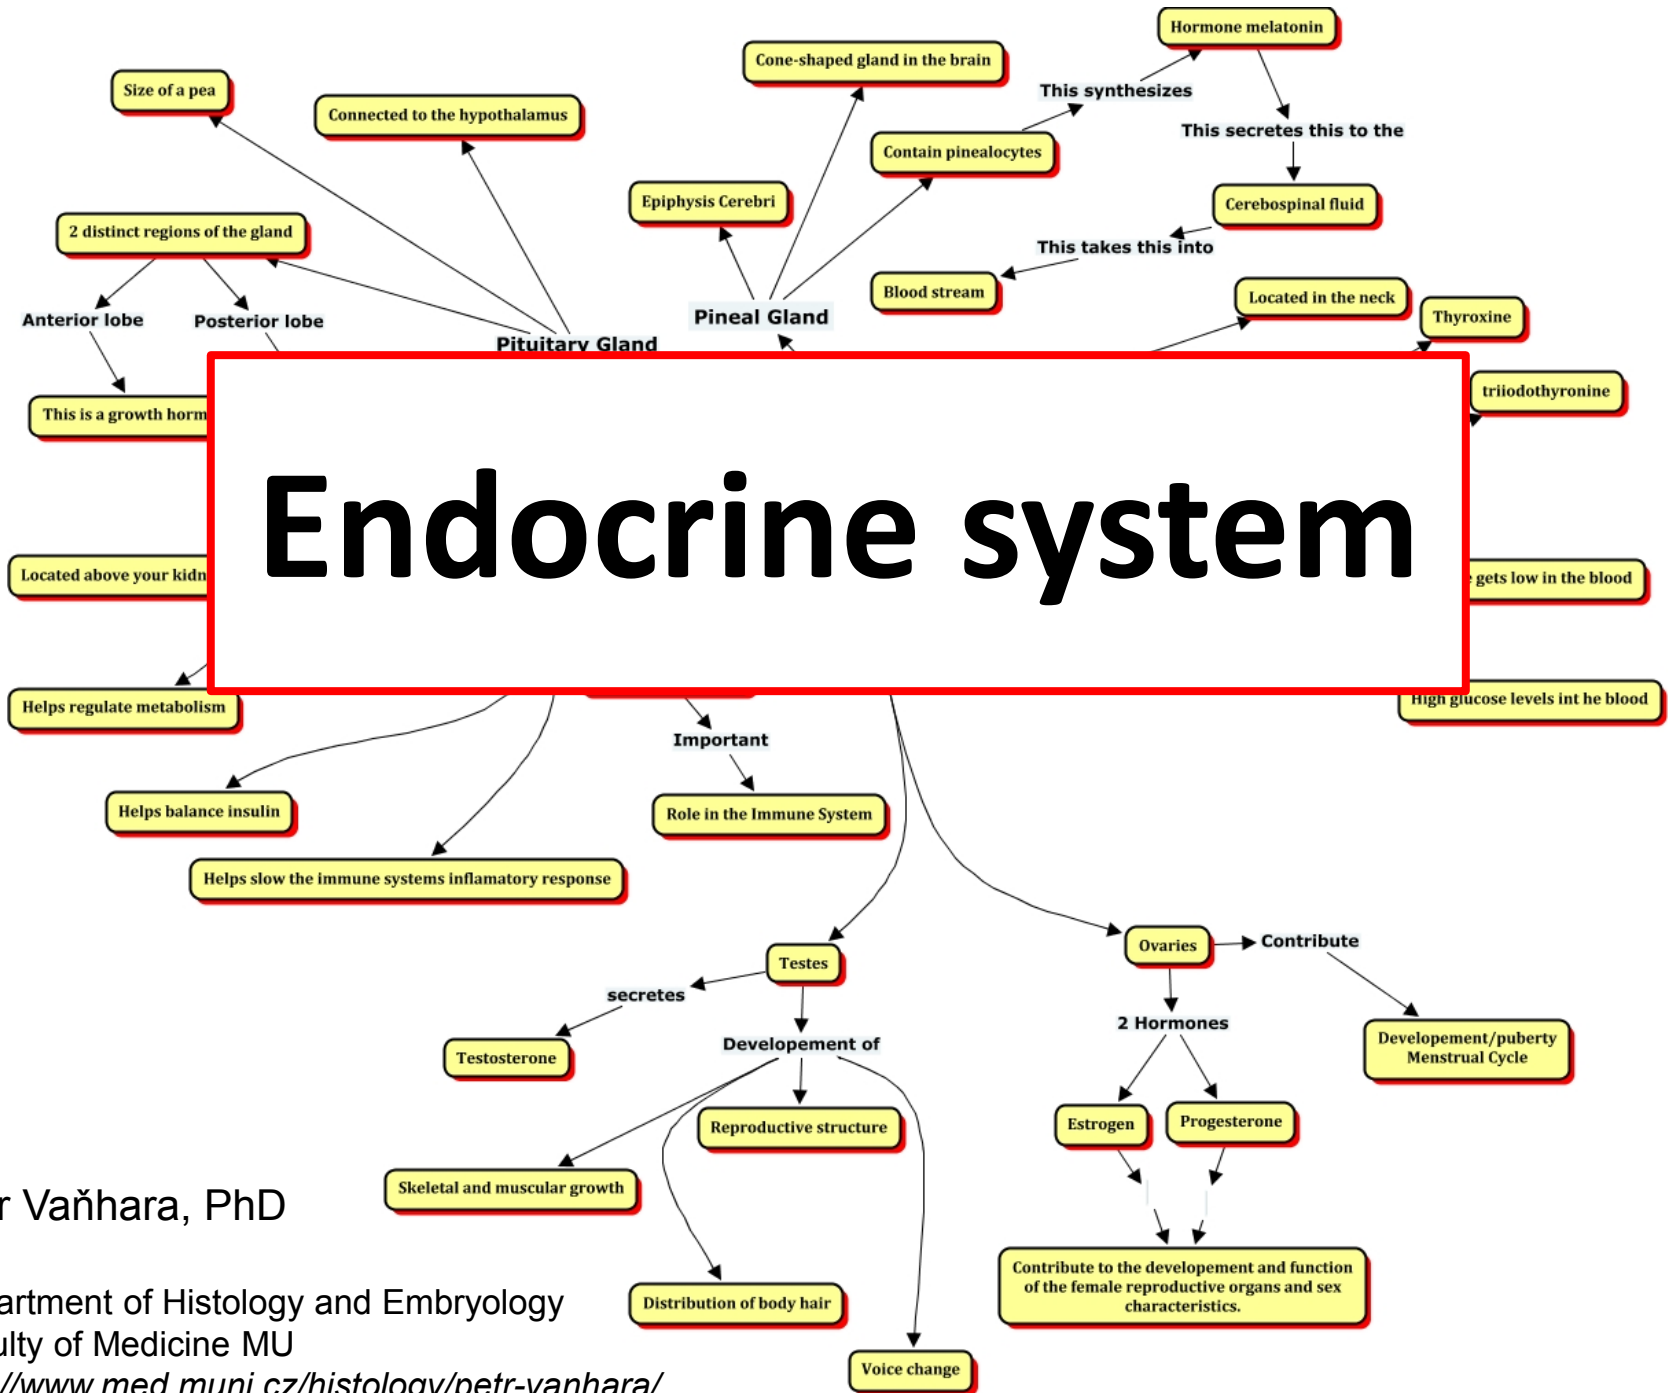 Hormone melatonin
Cone-shaped gland in the brain
Size of a pea
This synthesizes
Connected to the hypothalamus
This secretes this to the
Contain pinealocytes
Epiphysis Cerebri
Cerebospinal fluid
2 distinct regions of the gland
This takes this into
Blood stream
Located in the neck
Anterior lobe
Posterior lobe
Pineal Gland
Thyroxine
Pituitary Gland
triiodothyronine
This is a growth horm
Endocrine system
Located above your kidn
gets low in the blood
Helps regulate metabolism
High glucose levels int he blood
Important
Helps balance insulin
Role in the Immune System
Helps slow the immune systems inflamatory response
Testes
Ovaries
Contribute
secretes
2 Hormones
Testosterone
Developement of
Developement/puberty
Menstrual Cycle
Reproductive structure
Estrogen
Progesterone
Skeletal and muscular growth
r Vaňhara, PhD
Contribute to the developement and function
of the female reproductive organs and sex
characteristics.
Distribution of body hair
artment of Histology and Embryology
ulty of Medicine MU
Voice change
//www.med.muni.cz/histology/petr-vanhara/